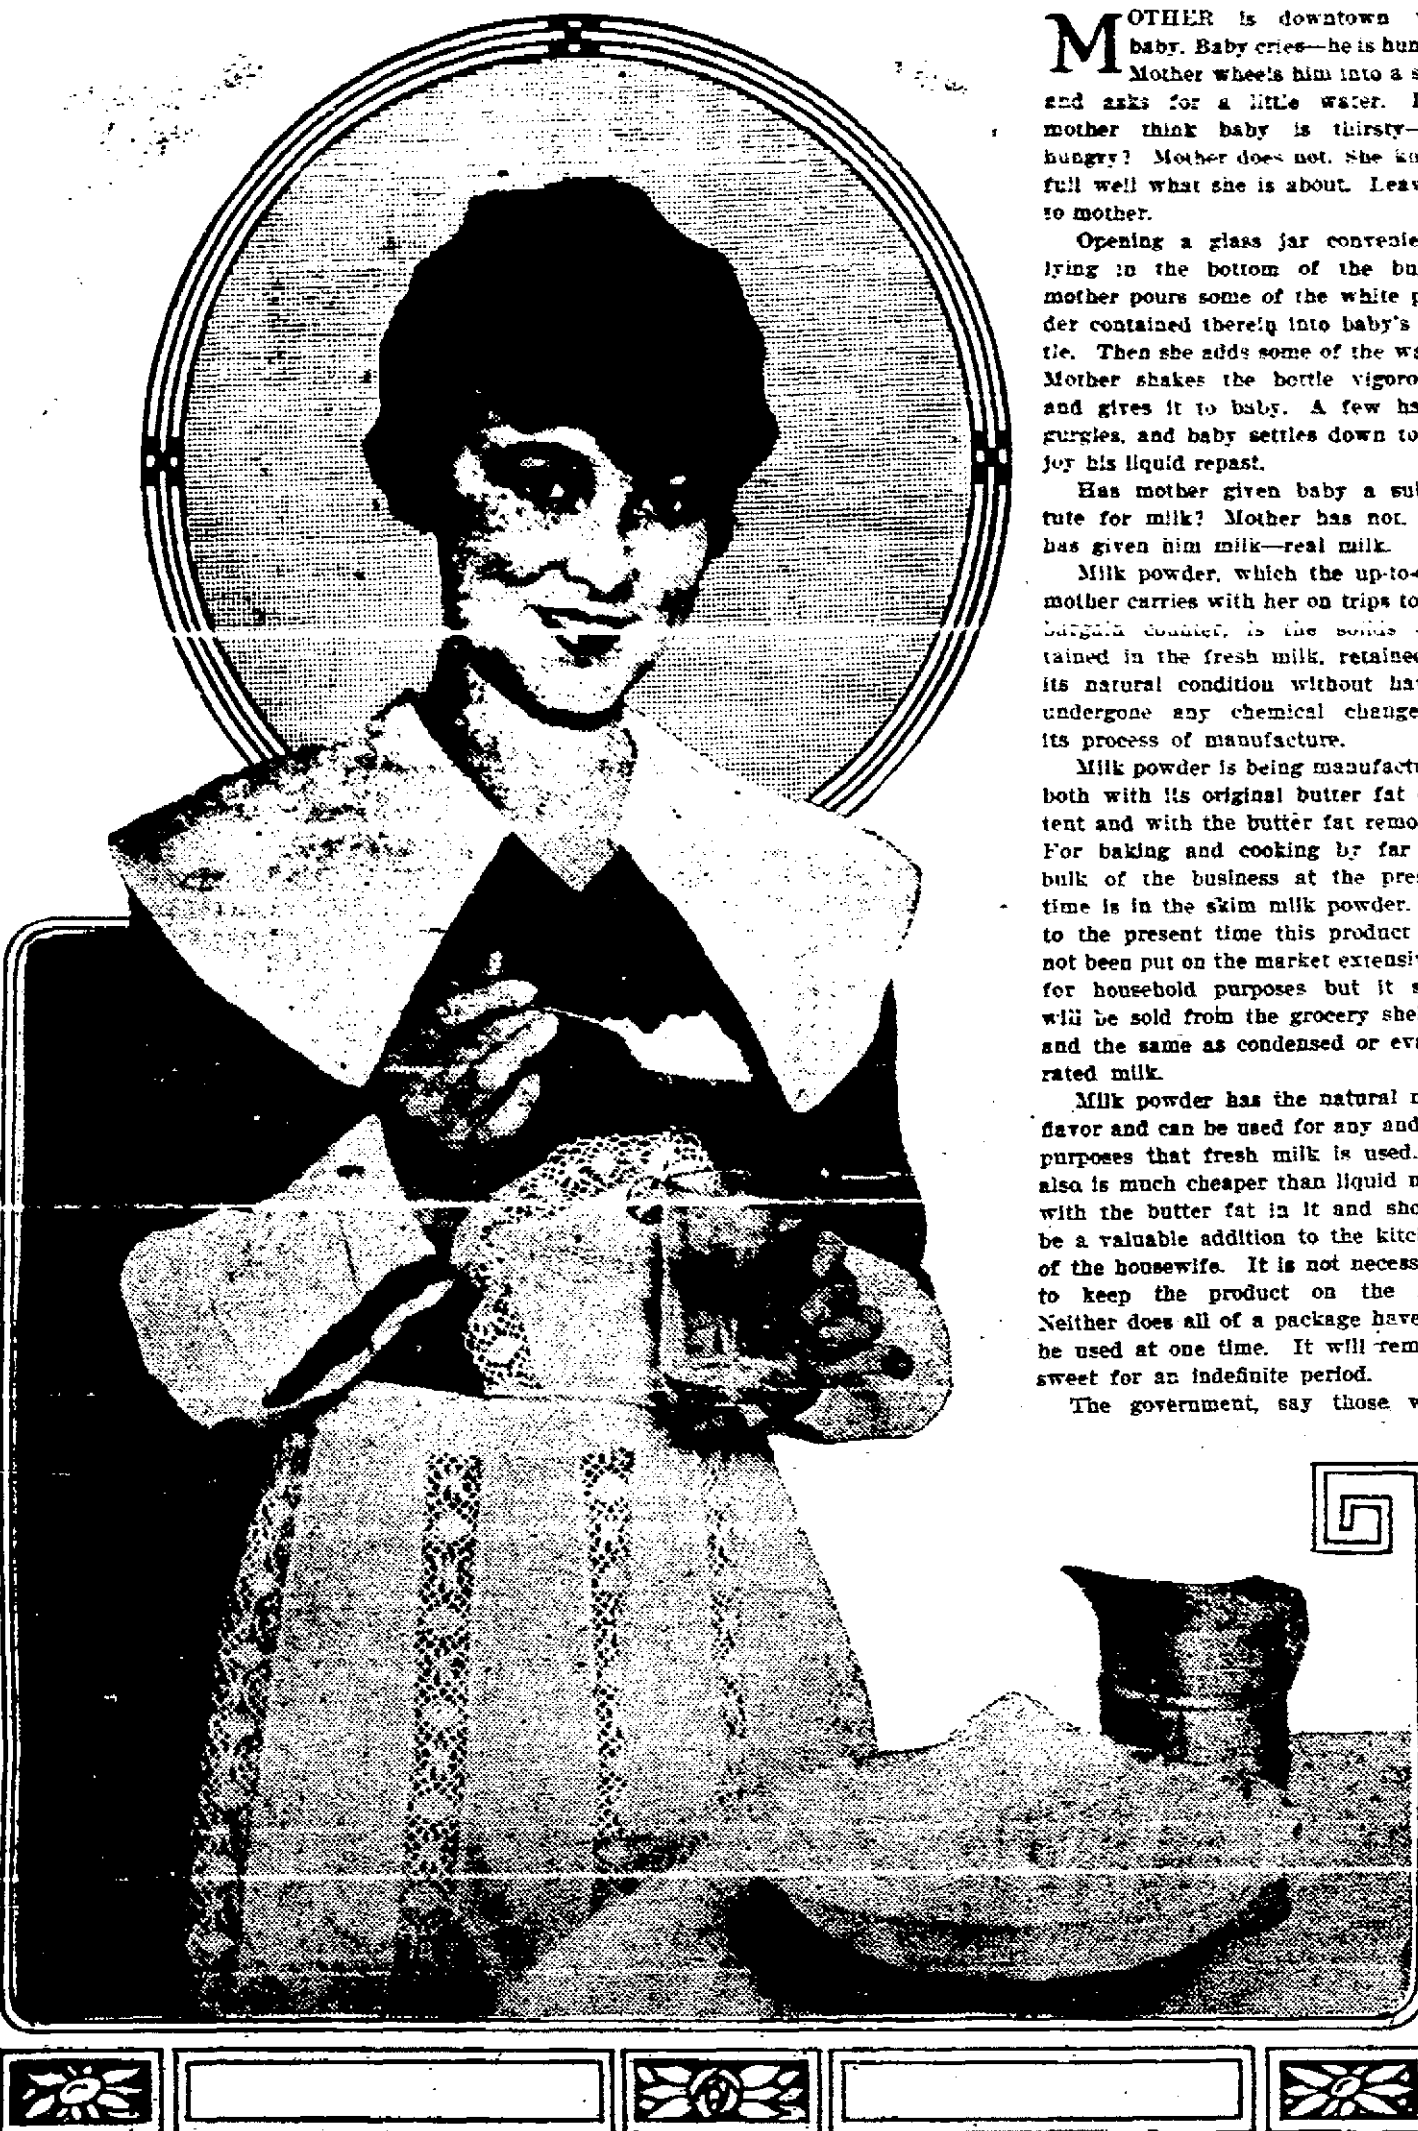 MOTHER is downtown
baby. Baby cries—he is hun
Mother wheels him into a s
and asks for a little water.
mother think baby is thirsty—
hungry? Mother does not. She kn
full well what she is about. Leav
to mother.
Opening a glass jar convenie
lying in the bottom of the bu
mother pours some of the white p
der contained therein into baby's
tle. Then she adds some of the wa
Mother shakes the bottle vigoro
and gives it to baby. A few ha
gurgles, and baby settles down to
joy his liquid repast.
Has mother given baby a sub
tute for milk? Mother has not.
has given him milk—real milk.
Milk powder, which the up-to-
mother carries with her on trips to
bargain counter, is the solids
tained in the fresh milk, retained
its natural condition without hav
undergone any chemical change
its process of manufacture.
Milk powder is being manufactu
both with its original butter fat
tent and with the butter fat remo
For baking and cooking by far
bulk of the business at the pres
time is in the skim milk powder.
to the present time this product
not been put on the market extensiv
for household purposes but it s
will be sold from the grocery shel
and the same as condensed or eva
rated milk.
Milk powder has the natural m
flavor and can be used for any and
purposes that fresh milk is used.
also is much cheaper than liquid m
with the butter fat in it and sho
be a valuable addition to the kitc
of the housewife. It is not necess
to keep the product on the
Neither does all of a package have
be used at one time. It will rem
sweet for an indefinite period.
The government, say those w